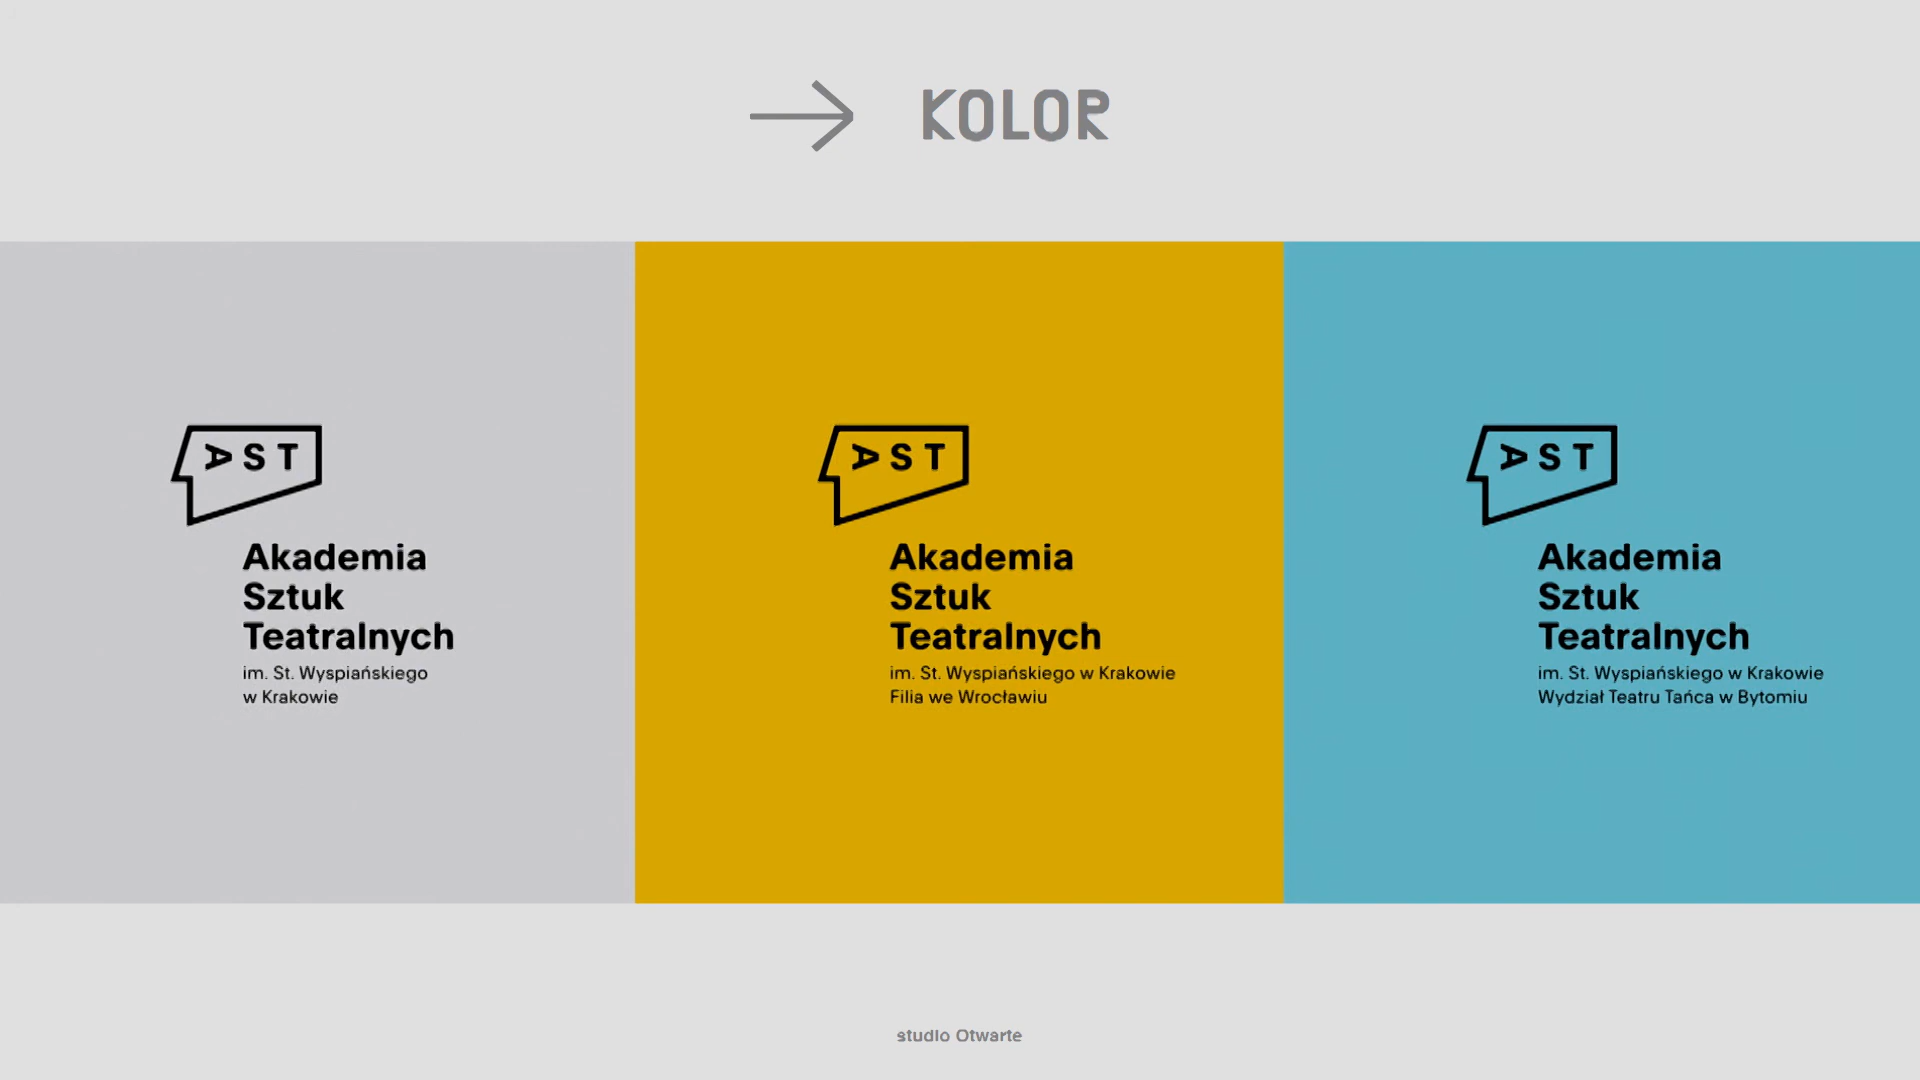 KOLOR
AST
Akademia
Sztuk
Teatralnych
im. St. Wyspiańskiego
w Krakowie
AST
Akademia
Sztuk
Teatralnych
im. St. Wyspiańskiego w Krakowie
Filia we Wrocławiu
AST
Akademia
Sztuk
Teatralnych
im. St. Wyspiańskiego w Krakowie
Wydział Teatru Tańca w Bytomiu
studio Otwarte